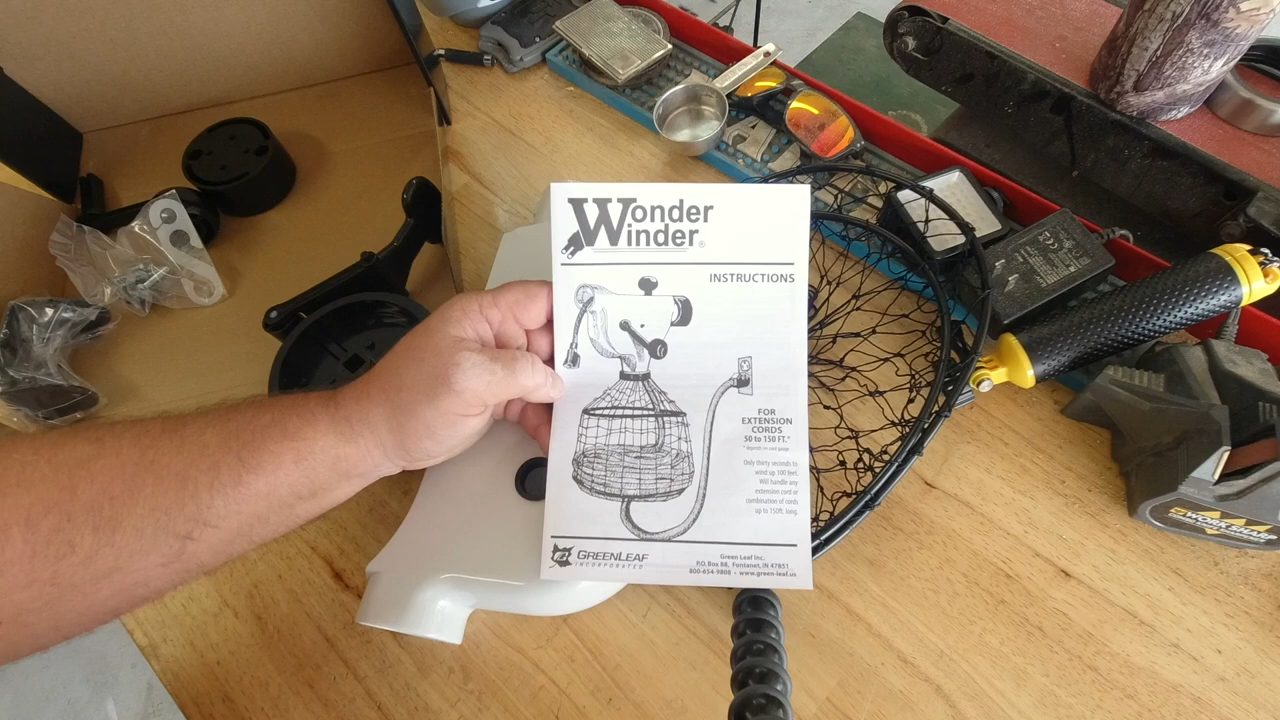 Wonder
Winder®
INSTRUCTIONS
FOR
EXTENSION
CORDS
50 to 150 FT.*
* depends on cord gauge
Only thirty seconds to
wind up 100 feet.
Will handle any
extension cord or
combination of cords
up to 150ft. long.
GREENLEAF
INCORPORATED
Green Leaf Inc.
P.O. Box 88, Fontanet, IN 47851
800-654-9808 • www.green-leaf.us
WORK SHARP